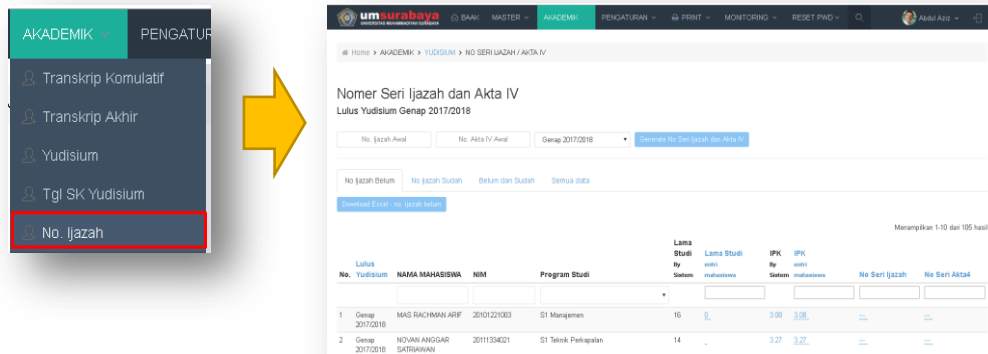 AKADEMIK
PENGATUR
Transkrip Komulatif
Transkrip Akhir
Yudisium
Tgl SK Yudisium
No. Ijazah
umsurabaya
UNIVERSITAS MUHAMMADIYAH SURABAYA
BAAK MASTER AKADEMIK PENGATURAN PRINT MONITORING RESET PWD Abdul Aziz
Home > AKADEMIK > YUDISIUM > NO SERI IJAZAH / AKTA IV
Nomer Seri Ijazah dan Akta IV
Lulus Yudisium Genap 2017/2018
No. Ijazah Awal No. Akta IV Awal Genap 2017/2018 Generate No Seri Ijazah dan Akta IV
No Ijazah Belum No Ijazah Sudah Belum dan Sudah Semua data
Download Excel - no. ijazah belum
Menampilkan 1-10 dari 105 hasil
No. Lulus Yudisium NAMA MAHASISWA NIM Program Studi Lama Studi By Sistem Lama Studi entri mahasiswa IPK By Sistem IPK entri mahasiswa No Seri Ijazah No Seri Akta4
1 Genap 2017/2018 MAS RACHMAN ARIF 20101221003 S1 Manajemen 16 0 3.08 3.08 ...
2 Genap 2017/2018 NOVAN ANGGAR SATRIAWAN 20111334021 S1 Teknik Perkapalan 14 3.27 3.27